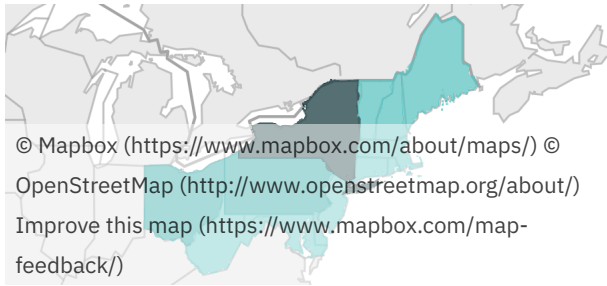 © Mapbox (https://www.mapbox.com/about/maps/) ©
OpenStreetMap (http://www.openstreetmap.org/about/)
Improve this map (https://www.mapbox.com/map-
feedback/)